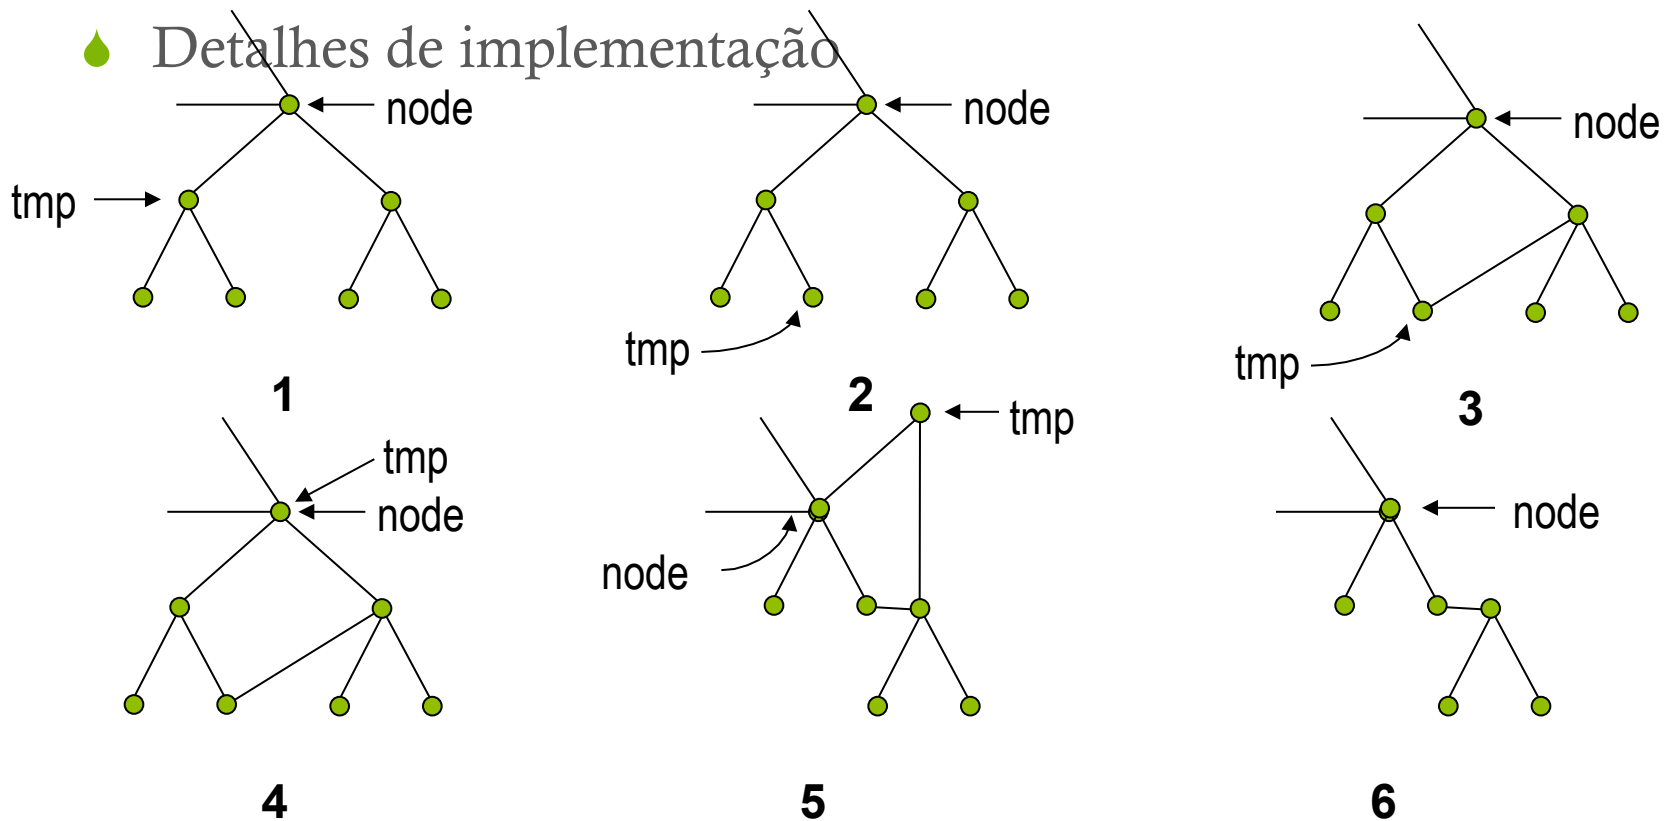 Detalhes de implementação
node
tmp
1
node
tmp
2
node
tmp
3
tmp
node
4
tmp
node
5
node
6